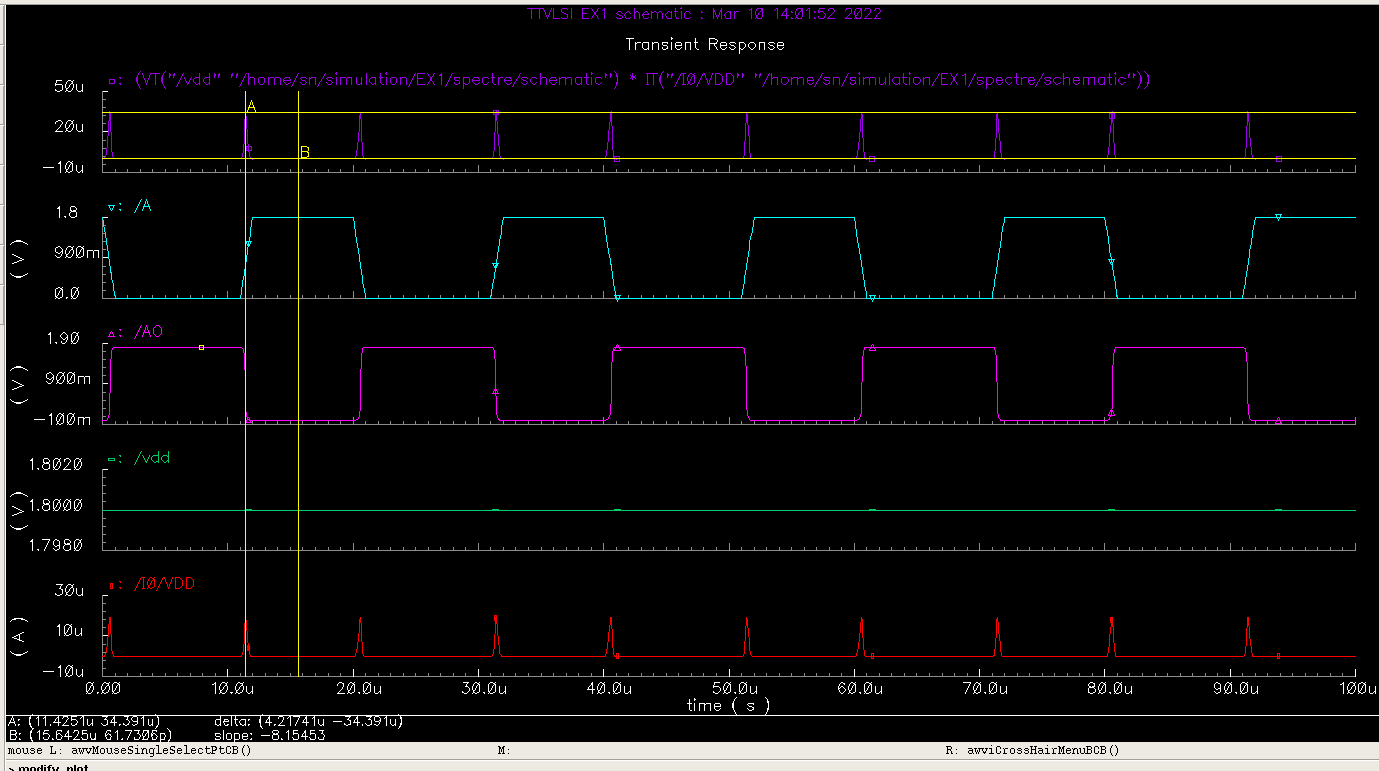 TTVLSI EX1 schematic : Mar 10 14:01:52 2022
Transient Response
: (VT("/vdd" "/home/sn/simulation/EX1/spectre/schematic") * IT("/I0/VDD" "/home/sn/simulation/EX1/spectre/schematic"))
50u
A
20u
B
-10u
: /A
1.8
(V)
900m
0.0
: /AO
1.90
(V)
900m
-100m
: /vdd
1.8020
(V)
1.8000
1.7980
: /I0/VDD
30u
(A)
10u
-10u
0.00 10.0u 20.0u 30.0u 40.0u 50.0u 60.0u 70.0u 80.0u 90.0u 100u
time ( s )
A: (11.4251u 34.391u) delta: (4.21741u -34.391u)
B: (15.6425u 61.7306p) slope: -8.15453
mouse L: awvMouseSingleSelectPtCB() M: R: awviCrossHairMenuBCB()
> modify plot